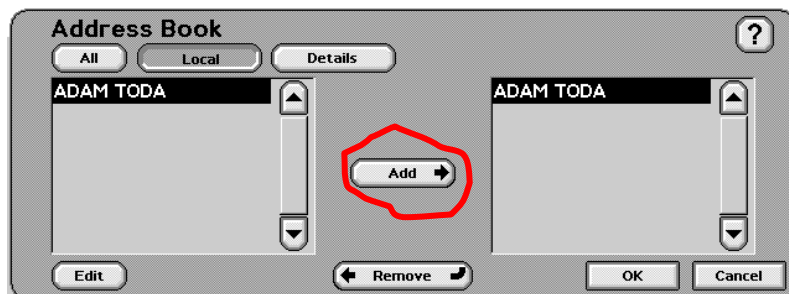 Address Book
?
All Local Details
ADAM TODA ADAM TODA
Add
Edit Remove OK Cancel